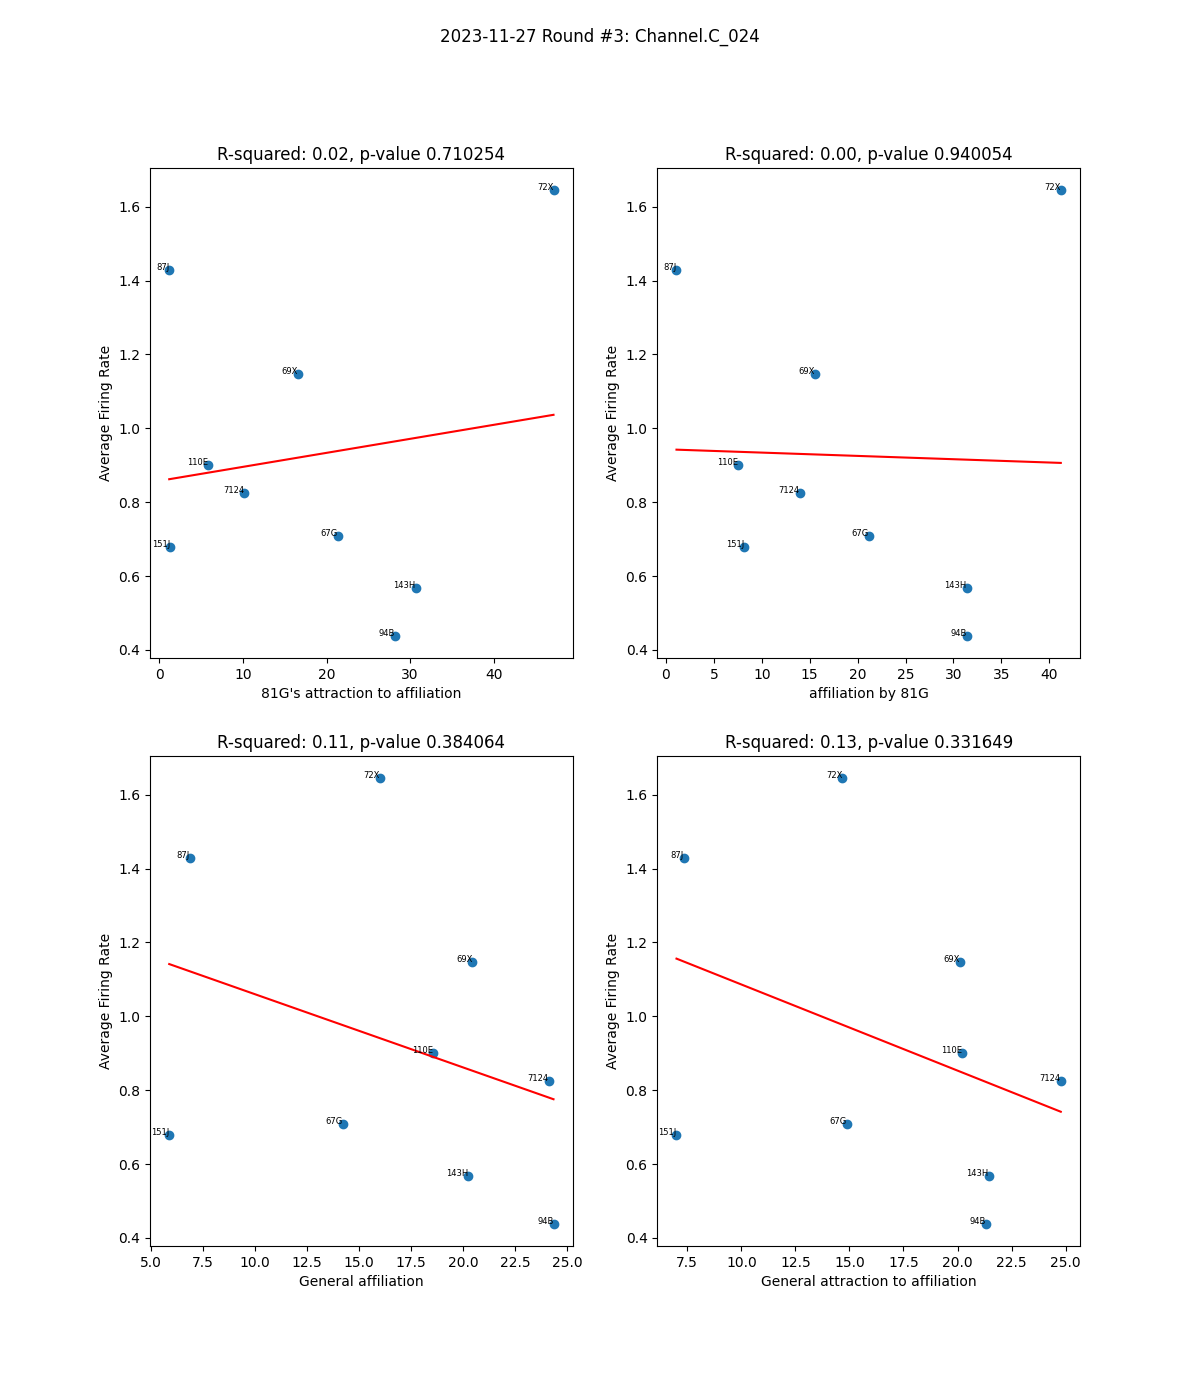 2023-11-27 Round #3: Channel.C_024
R-squared: 0.02, p-value 0.710254
Average Firing Rate
1.6
1.4
1.2
1.0
0.8
0.6
0.4
72X
87J
69X
110E
7124
67G
151J
143H
94B
0 10 20 30 40
81G's attraction to affiliation
R-squared: 0.00, p-value 0.940054
Average Firing Rate
1.6
1.4
1.2
1.0
0.8
0.6
0.4
72X
87J
69X
110E
7124
67G
151J
143H
94B
0 5 10 15 20 25 30 35 40
affiliation by 81G
R-squared: 0.11, p-value 0.384064
Average Firing Rate
1.6
1.4
1.2
1.0
0.8
0.6
0.4
72X
87J
69X
110E
7124
67G
151J
143H
94B
5.0 7.5 10.0 12.5 15.0 17.5 20.0 22.5 25.0
General affiliation
R-squared: 0.13, p-value 0.331649
Average Firing Rate
1.6
1.4
1.2
1.0
0.8
0.6
0.4
72X
87J
69X
110E
7124
67G
151J
143H
94B
7.5 10.0 12.5 15.0 17.5 20.0 22.5 25.0
General attraction to affiliation